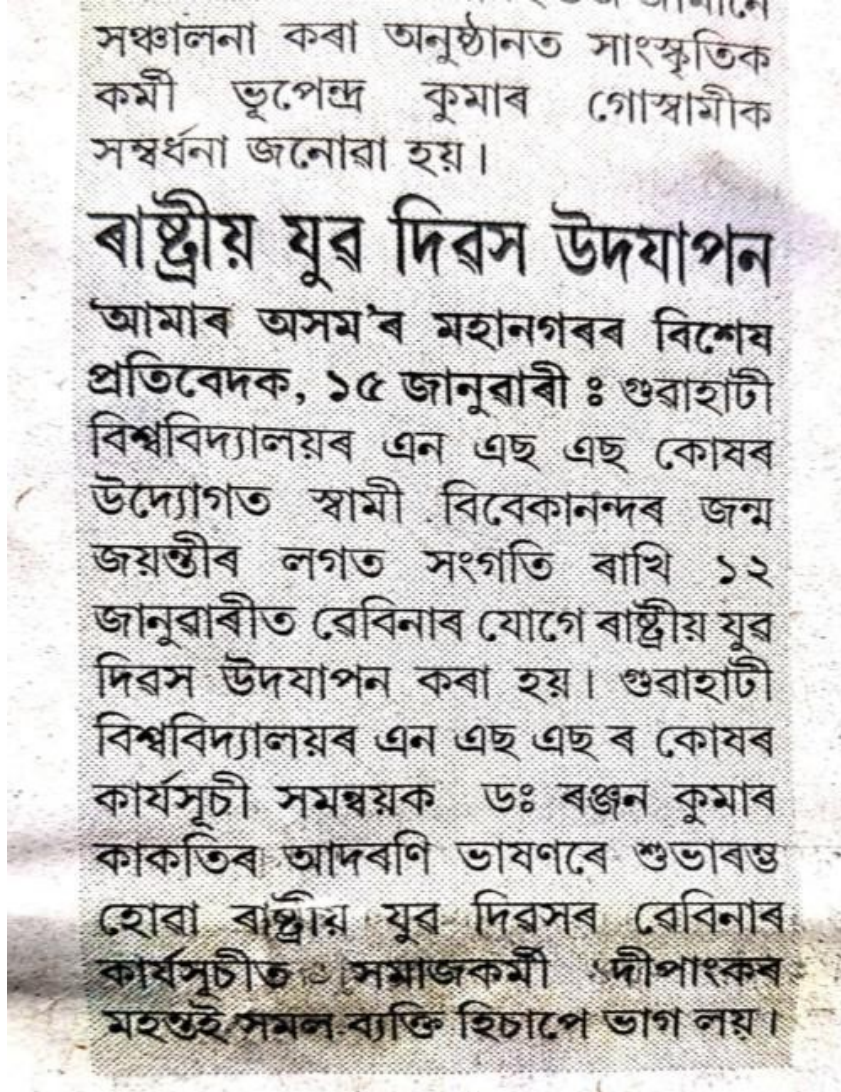 সঞ্চালনা কৰা অনুষ্ঠানত সাংস্কৃতিক
কৰ্মী ভূপেন্দ্ৰ কুমাৰ গোস্বামীক
সম্বৰ্ধনা জনোৱা হয়।
ৰাষ্ট্ৰীয় যুৱ দিৱস উদযাপন
'আমাৰ অসম'ৰ মহানগৰৰ বিশেষ
প্ৰতিবেদক, ১৫ জানুৱাৰী ঃ গুৱাহাটী
বিশ্ববিদ্যালয়ৰ এন এছ এছ কোষৰ
উদ্যোগত স্বামী বিবেকানন্দৰ জন্ম
জয়ন্তীৰ লগত সংগতি ৰাখি ১২
জানুৱাৰীত ৱেবিনাৰ যোগে ৰাষ্ট্ৰীয় যুৱ
দিৱস উদযাপন কৰা হয়। গুৱাহাটী
বিশ্ববিদ্যালয়ৰ এন এছ এছ ৰ কোষৰ
কাৰ্যসূচী সমন্বয়ক ডঃ ৰঞ্জন কুমাৰ
কাকতিৰ আদৰণি ভাষণৰে শুভাৰম্ভ
হোৱা ৰাষ্ট্ৰীয় যুৱ দিৱসৰ ৱেবিনাৰ
কাৰ্যসূচীত সমাজকৰ্মী দীপাংকৰ
মহন্তই সমল ব্যক্তি হিচাপে ভাগ লয়।